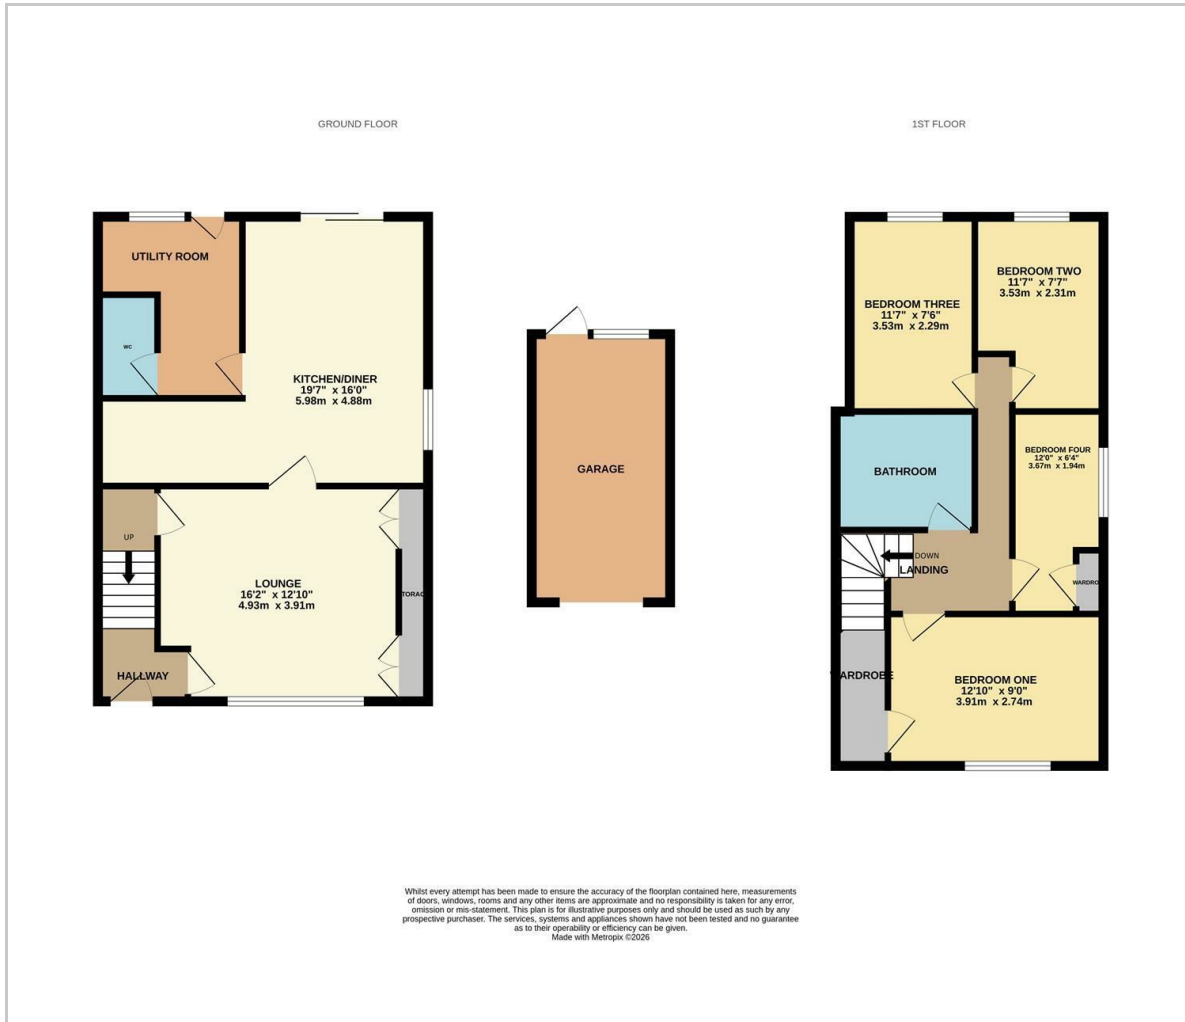 GROUND FLOOR
1ST FLOOR
UTILITY ROOM
WC
KITCHEN/DINER
19'7" x 16'0"
5.98m x 4.88m
UP
LOUNGE
16'2" x 12'10"
4.93m x 3.91m
TORAC
HALLWAY
GARAGE
BEDROOM THREE
11'7" x 7'6"
3.53m x 2.29m
BEDROOM TWO
11'7" x 7'7"
3.53m x 2.31m
BATHROOM
BEDROOM FOUR
12'0" x 6'4"
3.67m x 1.94m
DOWN
LANDING
WARDRO
WARDROBE
BEDROOM ONE
12'10" x 9'0"
3.91m x 2.74m
Whilst every attempt has been made to ensure the accuracy of the floorplan contained here, measurements
of doors, windows, rooms and any other items are approximate and no responsibility is taken for any error,
omission or mis-statement. This plan is for illustrative purposes only and should be used as such by any
prospective purchaser. The services, systems and appliances shown have not been tested and no guarantee
as to their operability or efficiency can be given.
Made with Metropix ©2026